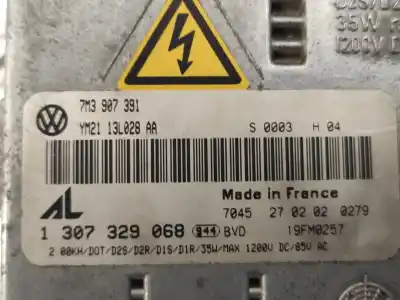 D2S/D2
35W
1200V D
7M3 907 391
YM21 13L028 AA
S 0003 H 04
Made in France
7045 27 02 02 0279
AL
1 307 329 068 BVD 19FM0257
2 00KH/DOT/D2S/D2R/D1S/D1R/35W/MAX 1200V DC/85V AC